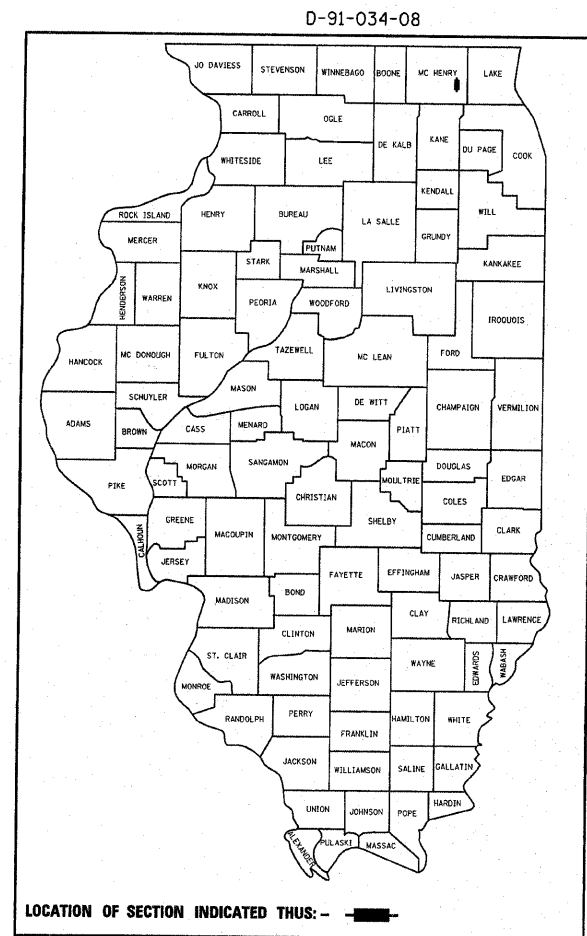 D-91-034-08
JO DAVIESS
STEVENSON
WINNEBAGO
BOONE
MC HENRY
LAKE
CARROLL
OGLE
DE KALB
KANE
DU PAGE
COOK
WHITESIDE
LEE
KENDALL
WILL
ROCK ISLAND
HENRY
BUREAU
LA SALLE
GRUNDY
MERCER
PUTNAM
STARK
MARSHALL
KANKAKEE
HENDERSON
WARREN
KNOX
PEORIA
WOODFORD
LIVINGSTON
IROQUOIS
HANCOCK
MC DONOUGH
FULTON
TAZEWELL
MC LEAN
FORD
SCHUYLER
MASON
LOGAN
DE WITT
CHAMPAIGN
VERMILION
ADAMS
BROWN
CASS
MENARD
MACON
PIATT
MORGAN
SANGAMON
DOUGLAS
EDGAR
PIKE
SCOTT
CHRISTIAN
MOULTRIE
COLES
CALHOUN
GREENE
MACOUPIN
MONTGOMERY
SHELBY
CUMBERLAND
CLARK
JERSEY
FAYETTE
EFFINGHAM
JASPER
CRAWFORD
MADISON
BOND
CLAY
RICHLAND
LAWRENCE
CLINTON
MARION
ST. CLAIR
WAYNE
EDWARDS
WABASH
MONROE
WASHINGTON
JEFFERSON
RANDOLPH
PERRY
HAMILTON
WHITE
FRANKLIN
JACKSON
WILLIAMSON
SALINE
GALLATIN
UNION
JOHNSON
POPE
HARDIN
ALEXANDER
PULASKI
MASSAC
LOCATION OF SECTION INDICATED THUS: -